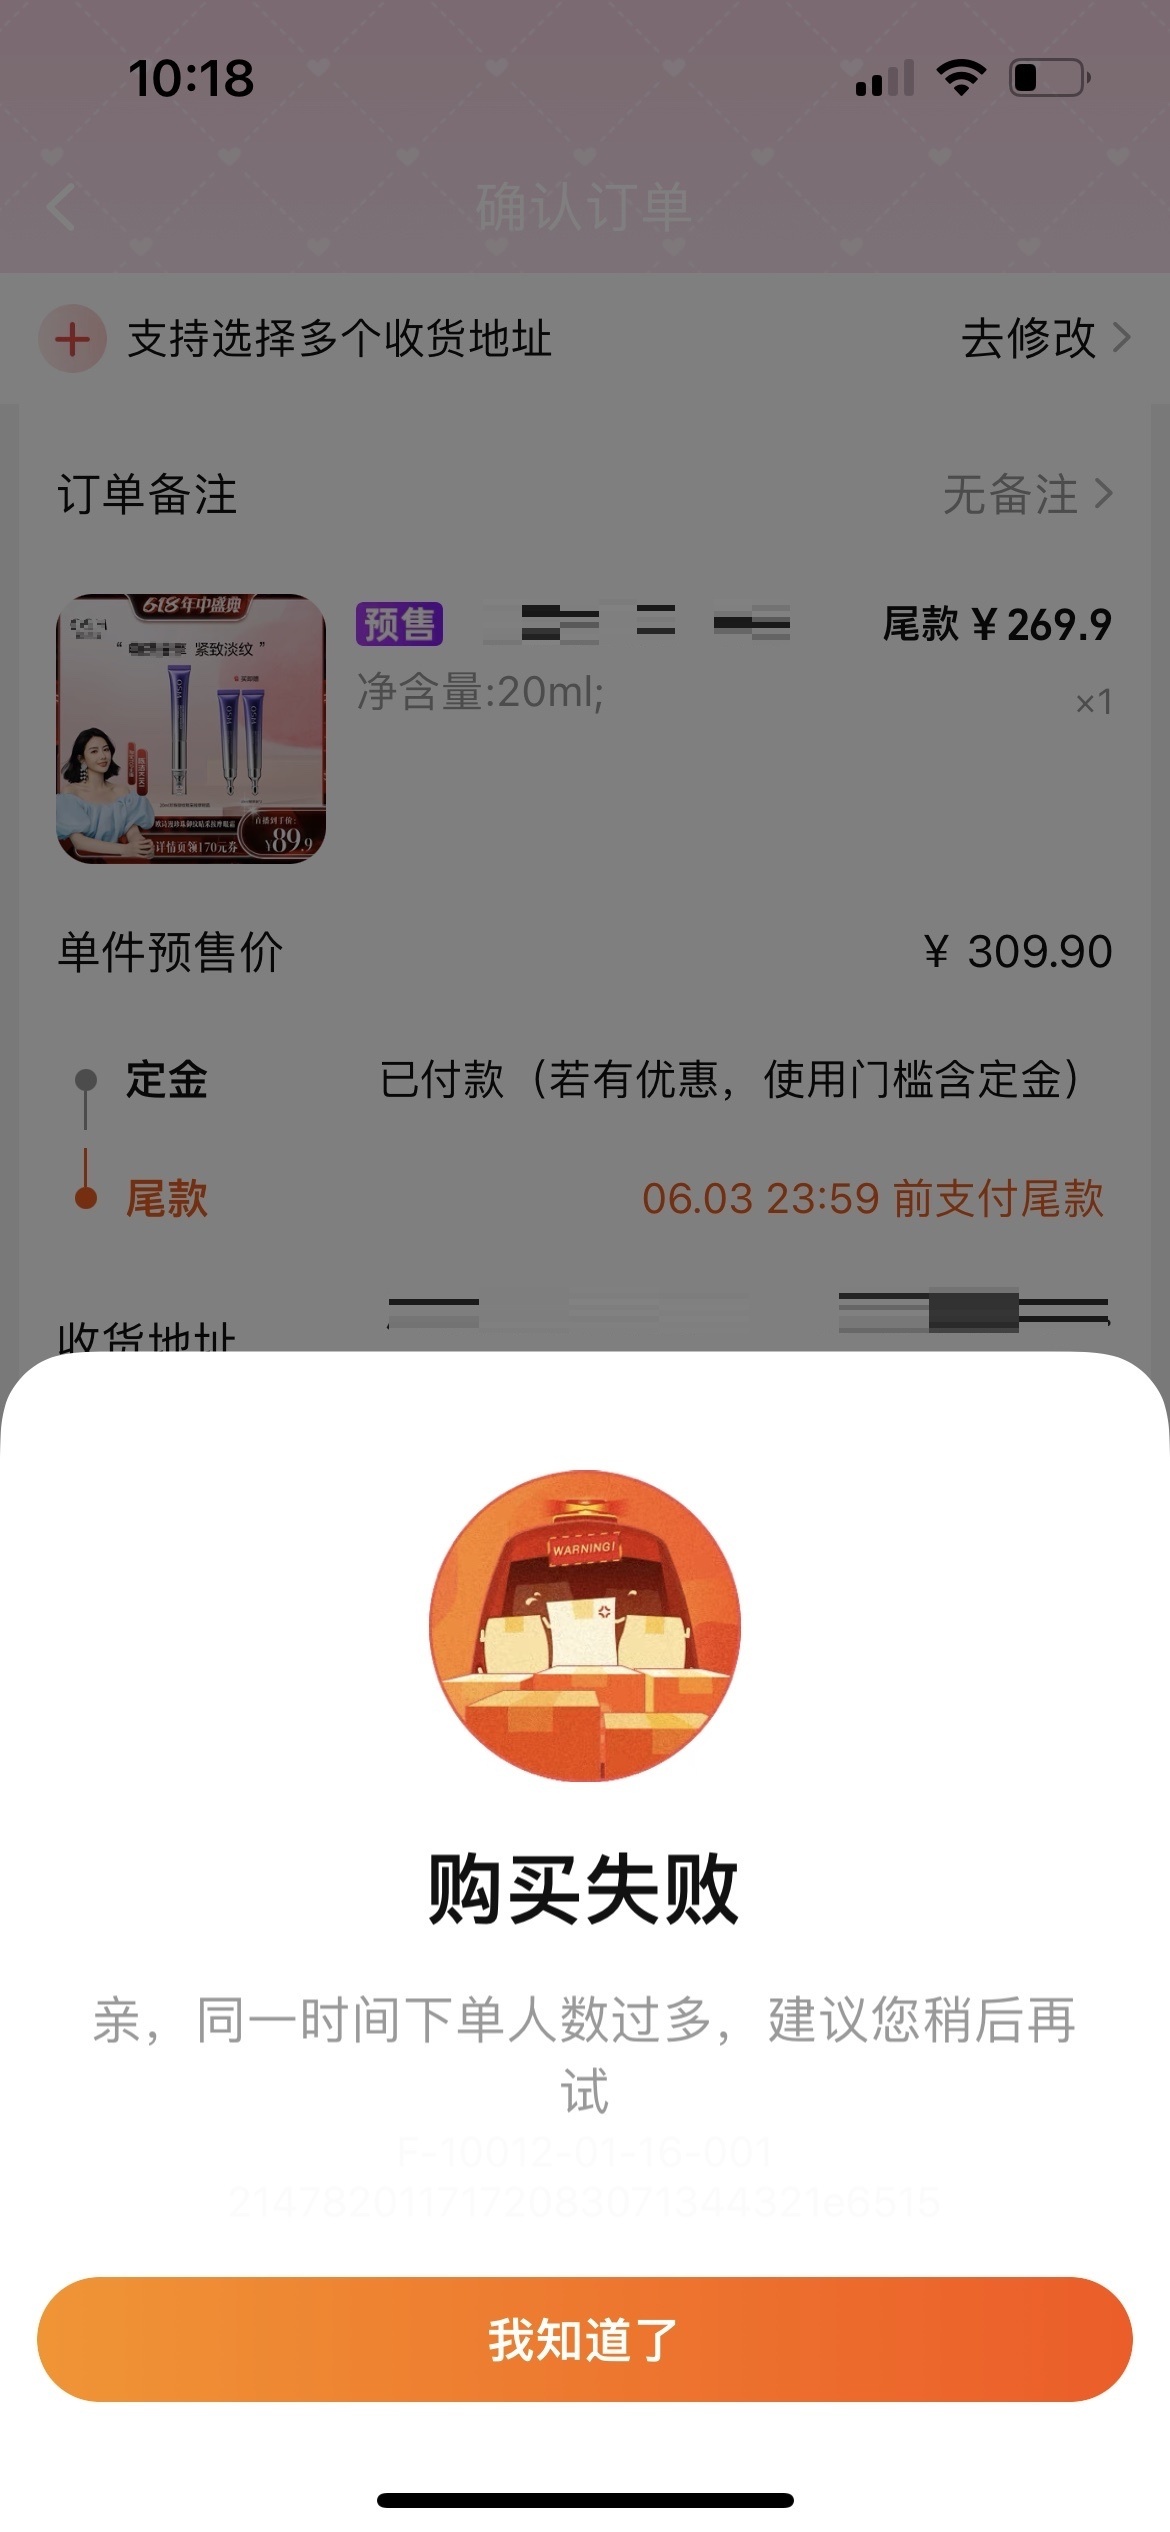 10:18
确认订单
支持选择多个收货地址
去修改
订单备注
无备注
618年中盛典
“ 紧致淡纹 ”
直播到手价:
¥89.9
详情页领170元券
预售
尾款 ¥ 269.9
净含量:20ml;
×1
单件预售价
¥ 309.90
定金
已付款（若有优惠，使用门槛含定金）
尾款
06.03 23:59 前支付尾款
收货地址
WARNING!
购买失败
亲，同一时间下单人数过多，建议您稍后再
试
F-10012-01-16-001
2147820117172083071344321e6515
我知道了